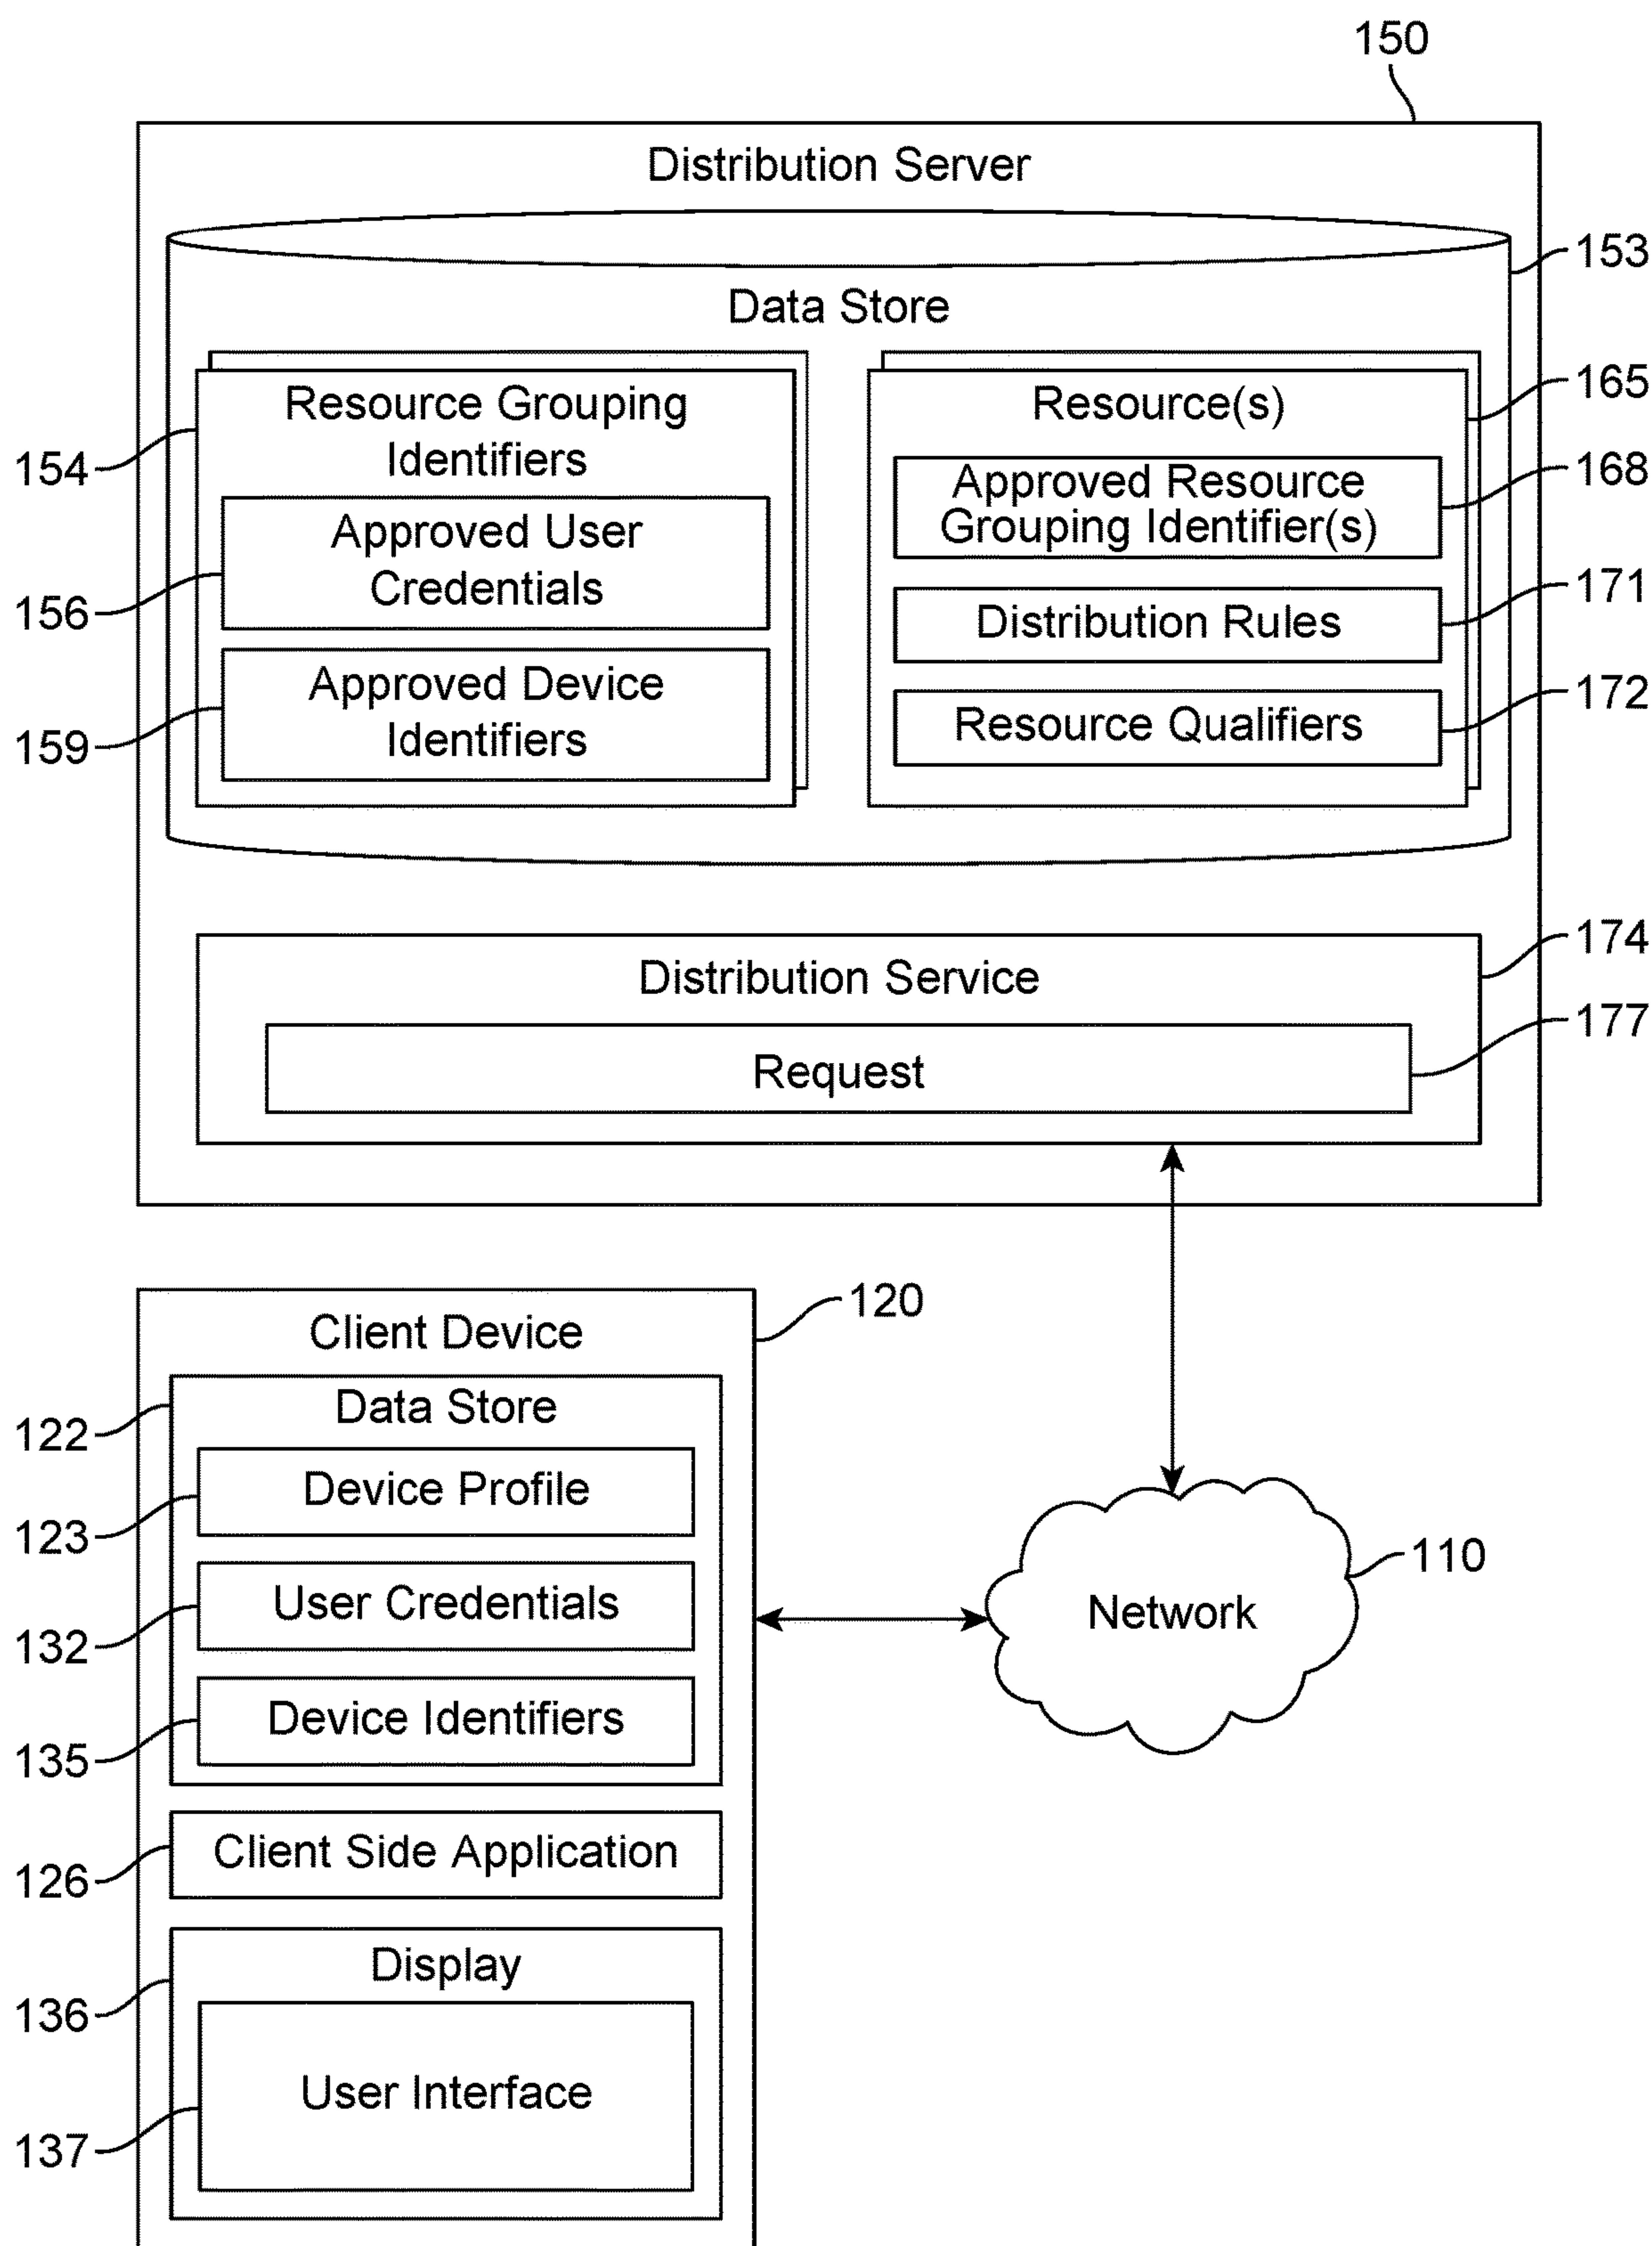 150
Distribution Server
153
Data Store
Resource Grouping
Identifiers
154
Approved User
Credentials
156
Approved Device
Identifiers
159
Resource(s)
165
Approved Resource
Grouping Identifier(s)
168
Distribution Rules
171
Resource Qualifiers
172
Distribution Service
174
Request
177
Client Device
120
Data Store
122
Device Profile
123
User Credentials
132
Device Identifiers
135
Client Side Application
126
Display
136
User Interface
137
Network
110